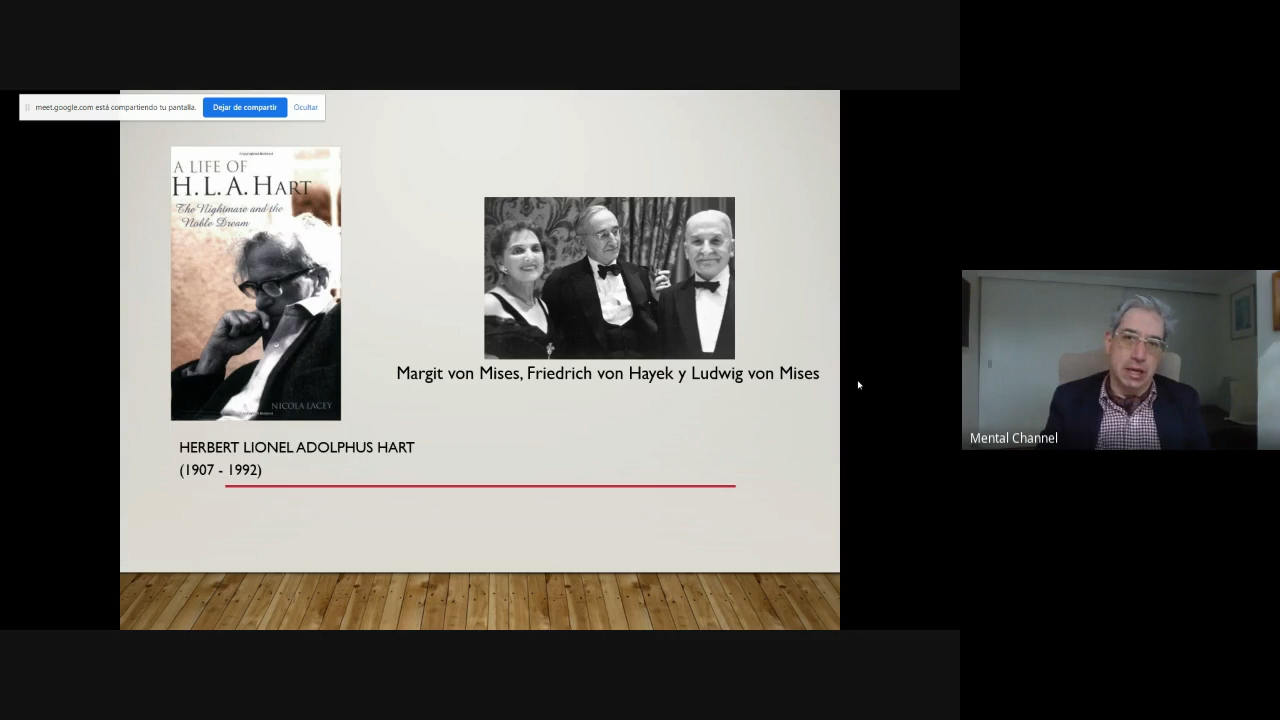 meet.google.com está compartiendo tu pantalla.
Dejar de compartir
Ocultar
A LIFE OF
H.L.A. HART
The Nightmare and the
Noble Dream
NICOLA LACEY
Margit von Mises, Friedrich von Hayek y Ludwig von Mises
HERBERT LIONEL ADOLPHUS HART
(1907 - 1992)
Mental Channel